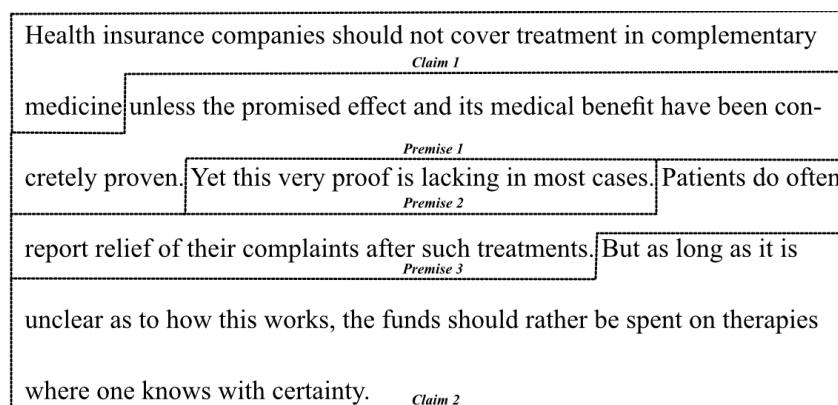 Health insurance companies should not cover treatment in complementary
Claim 1
medicine unless the promised effect and its medical benefit have been con-
Premise 1
cretely proven. Yet this very proof is lacking in most cases. Patients do often
Premise 2
report relief of their complaints after such treatments. But as long as it is
Premise 3
unclear as to how this works, the funds should rather be spent on therapies
where one knows with certainty.
Claim 2